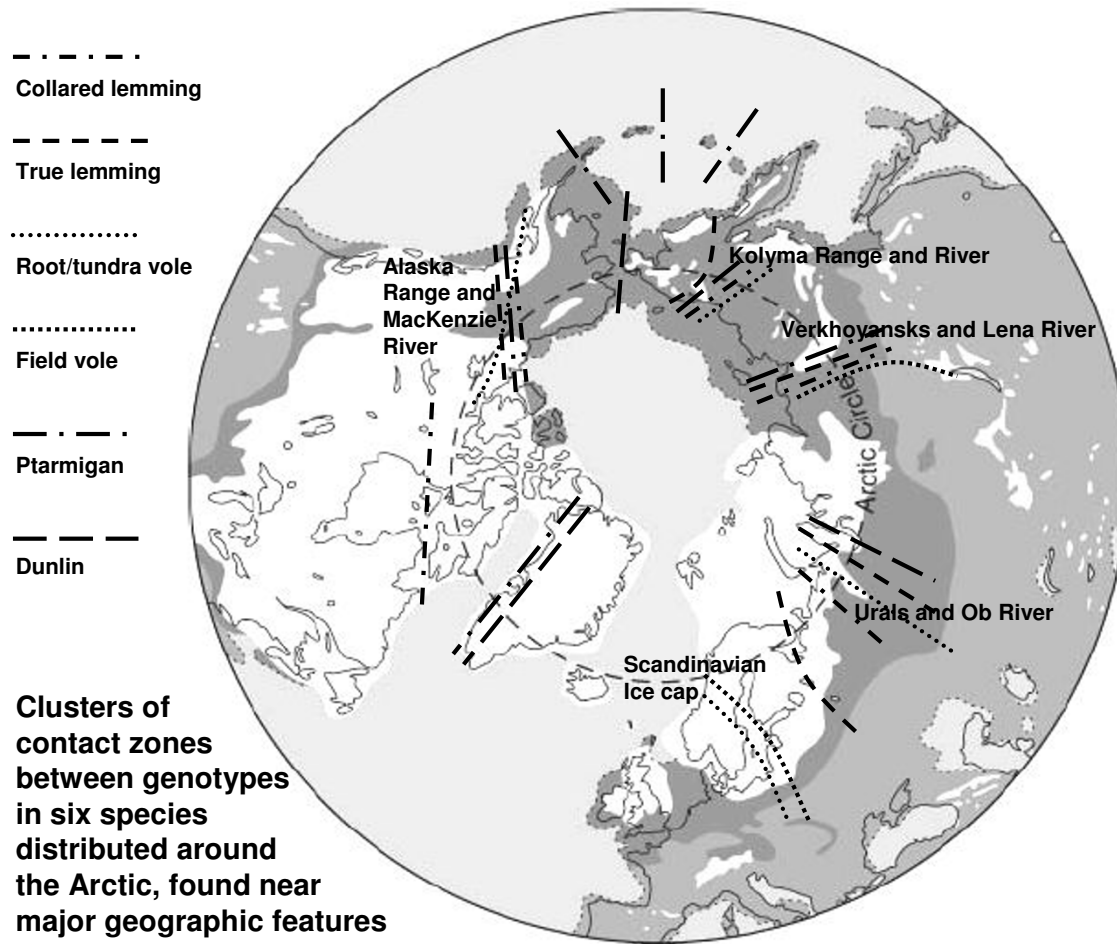 Collared lemming
True lemming
Root/tundra vole
Field vole
Ptarmigan
Dunlin
Alaska
Range and
MacKenzie
River
Kolyma Range and River
Verkhoyansks and Lena River
Arctic Circle
Urals and Ob River
Scandinavian
Ice cap
Clusters of
contact zones
between genotypes
in six species
distributed around
the Arctic, found near
major geographic features